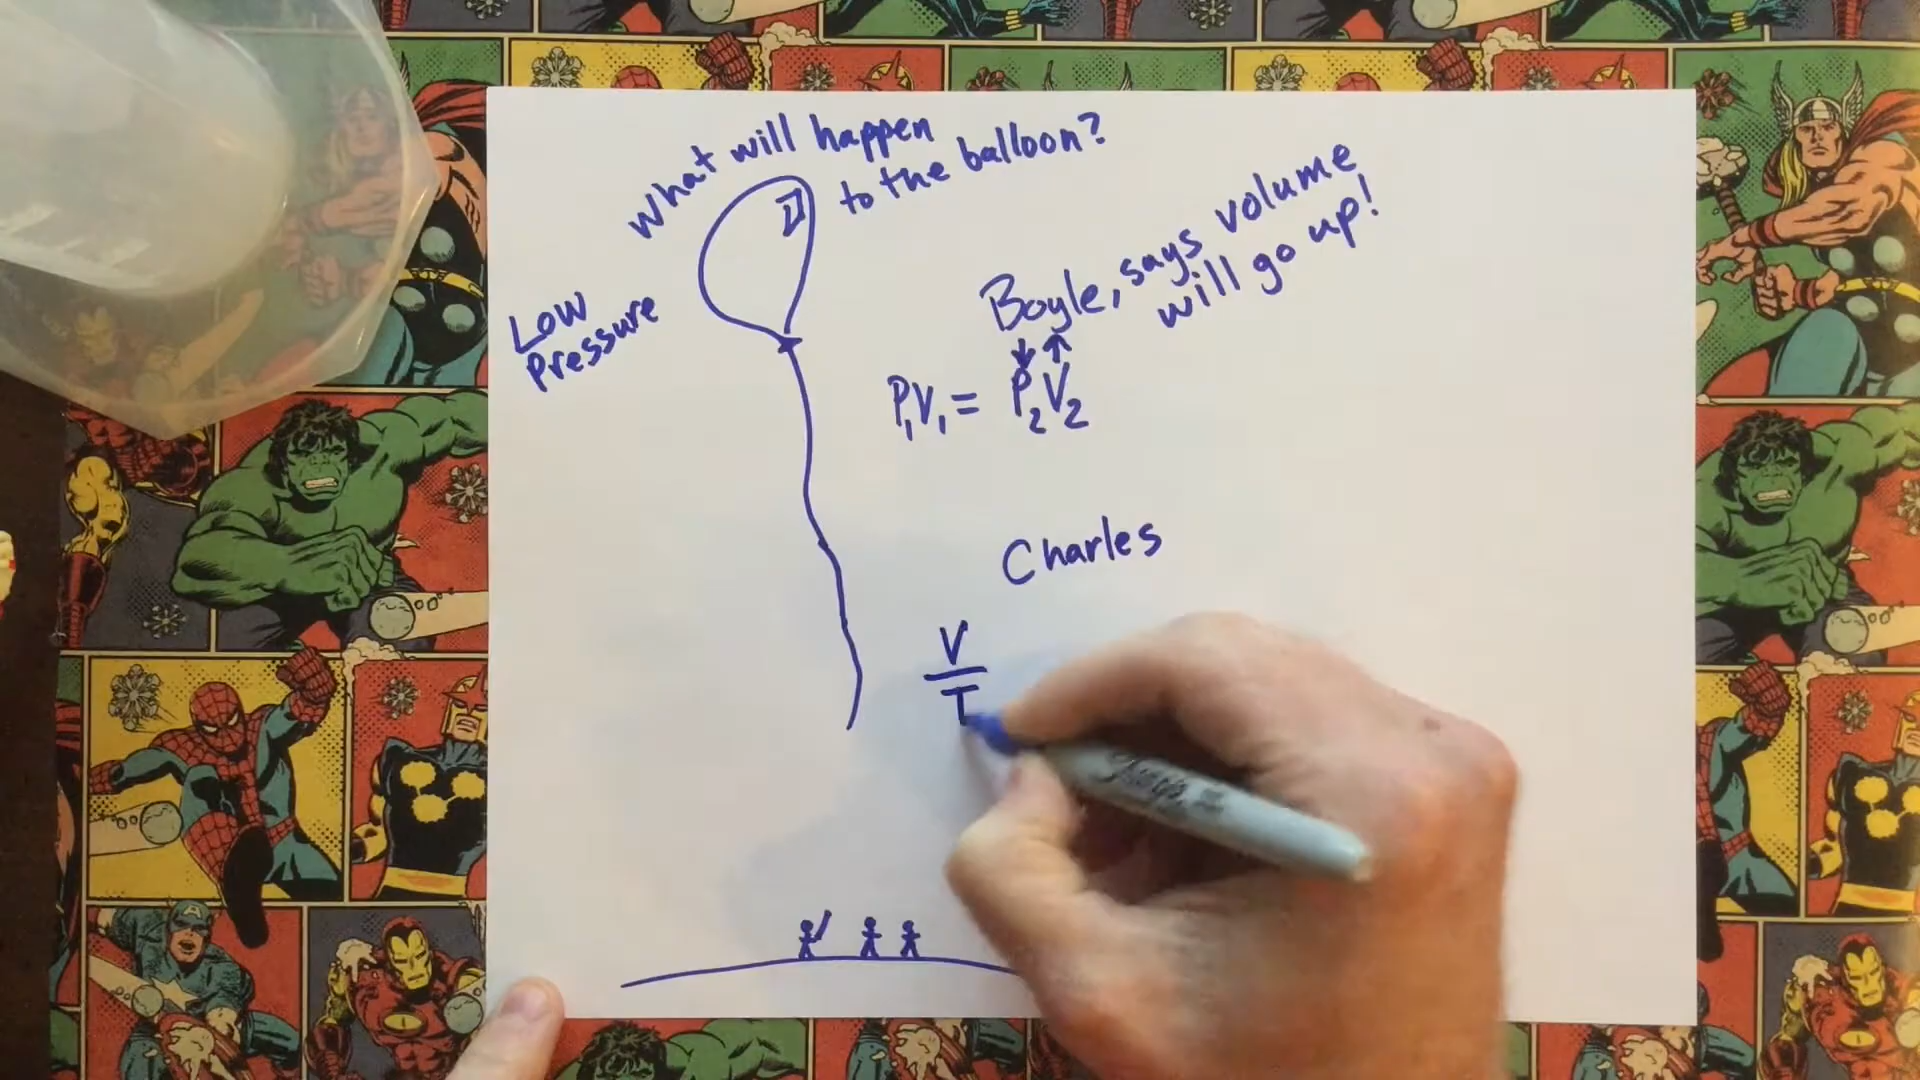 What will happen
to the balloon?
Low
Pressure
Boyle, says volume
will go up!
P₁V₁ = P₂V₂
Charles
V
T